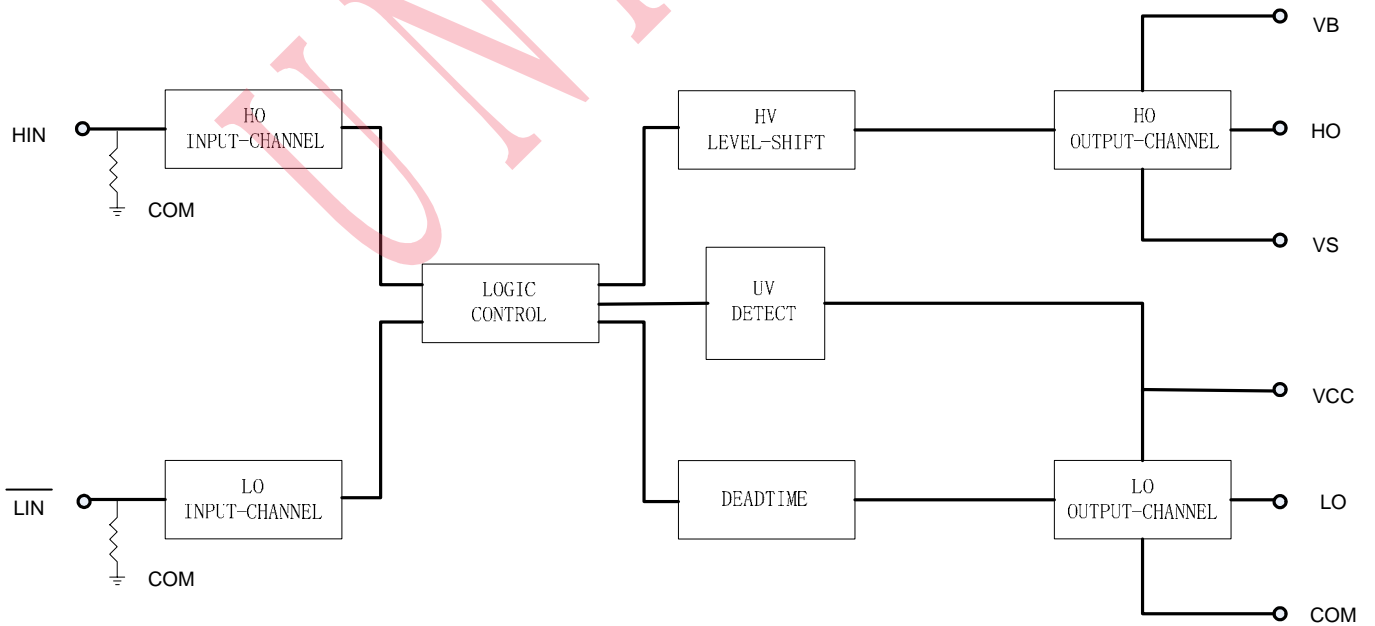 VB
HIN
HO
INPUT-CHANNEL
HV
LEVEL-SHIFT
HO
OUTPUT-CHANNEL
HO
COM
VS
LOGIC
CONTROL
UV
DETECT
VCC
LIN
LO
INPUT-CHANNEL
DEADTIME
LO
OUTPUT-CHANNEL
LO
COM
COM